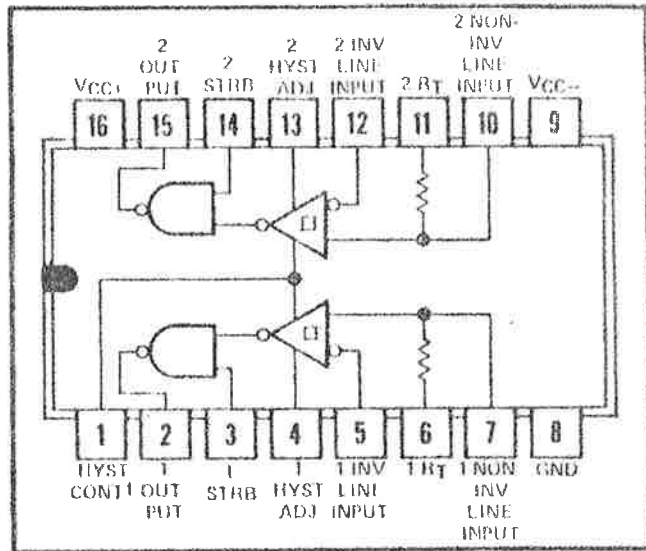 VCC+
2
OUT
PUT
2
STRB
2
HYST
ADJ
2 INV
LINE
INPUT
2 RT
2 NON-
INV
LINE
INPUT
VCC-
16 15 14 13 12 11 10 9
1 2 3 4 5 6 7 8
HYST
CONT
1
OUT
PUT
1
STRB
1
HYST
ADJ
1 INV
LINE
INPUT
1 RT
1 NON
INV
LINE
INPUT
GND